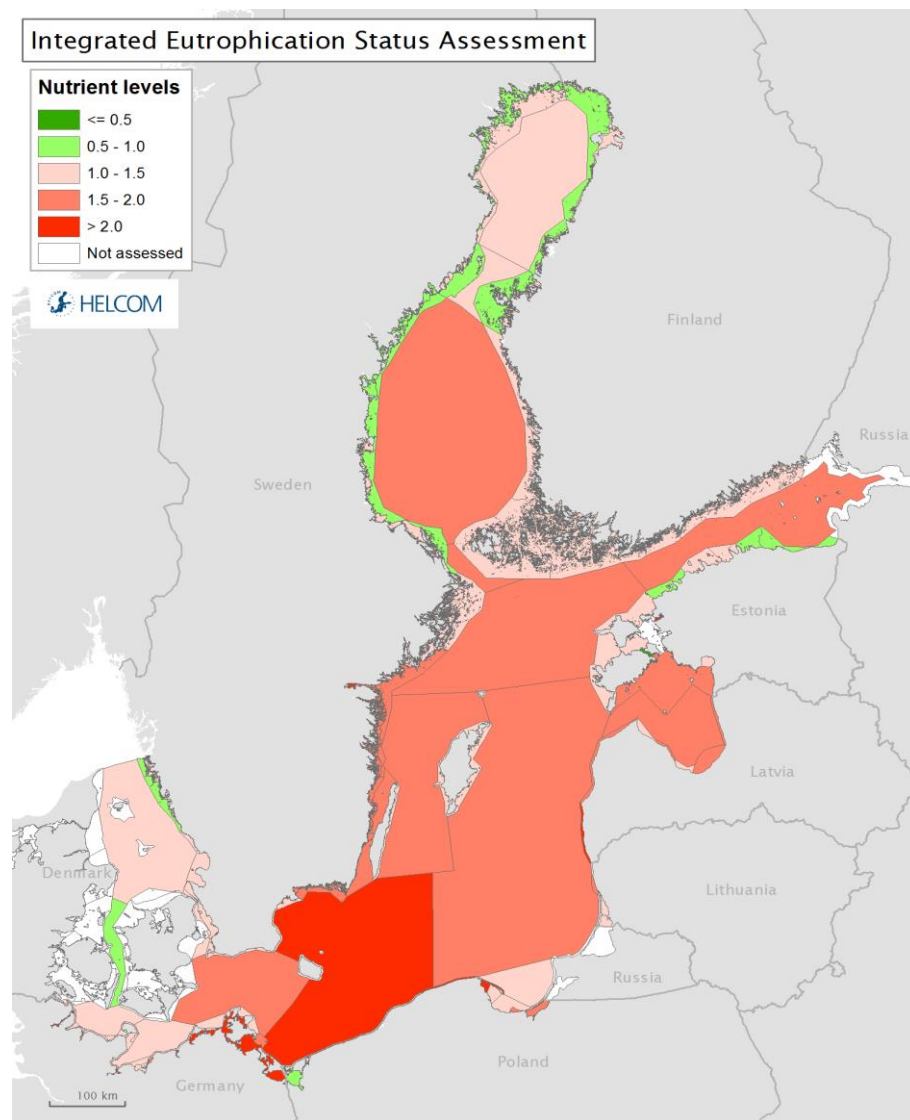 Integrated Eutrophication Status Assessment
Nutrient levels
<= 0.5
0.5 - 1.0
1.0 - 1.5
1.5 - 2.0
> 2.0
Not assessed
HELCOM
Finland
Russia
Sweden
Estonia
Latvia
Denmark
Lithuania
Russia
Poland
Germany
100 km